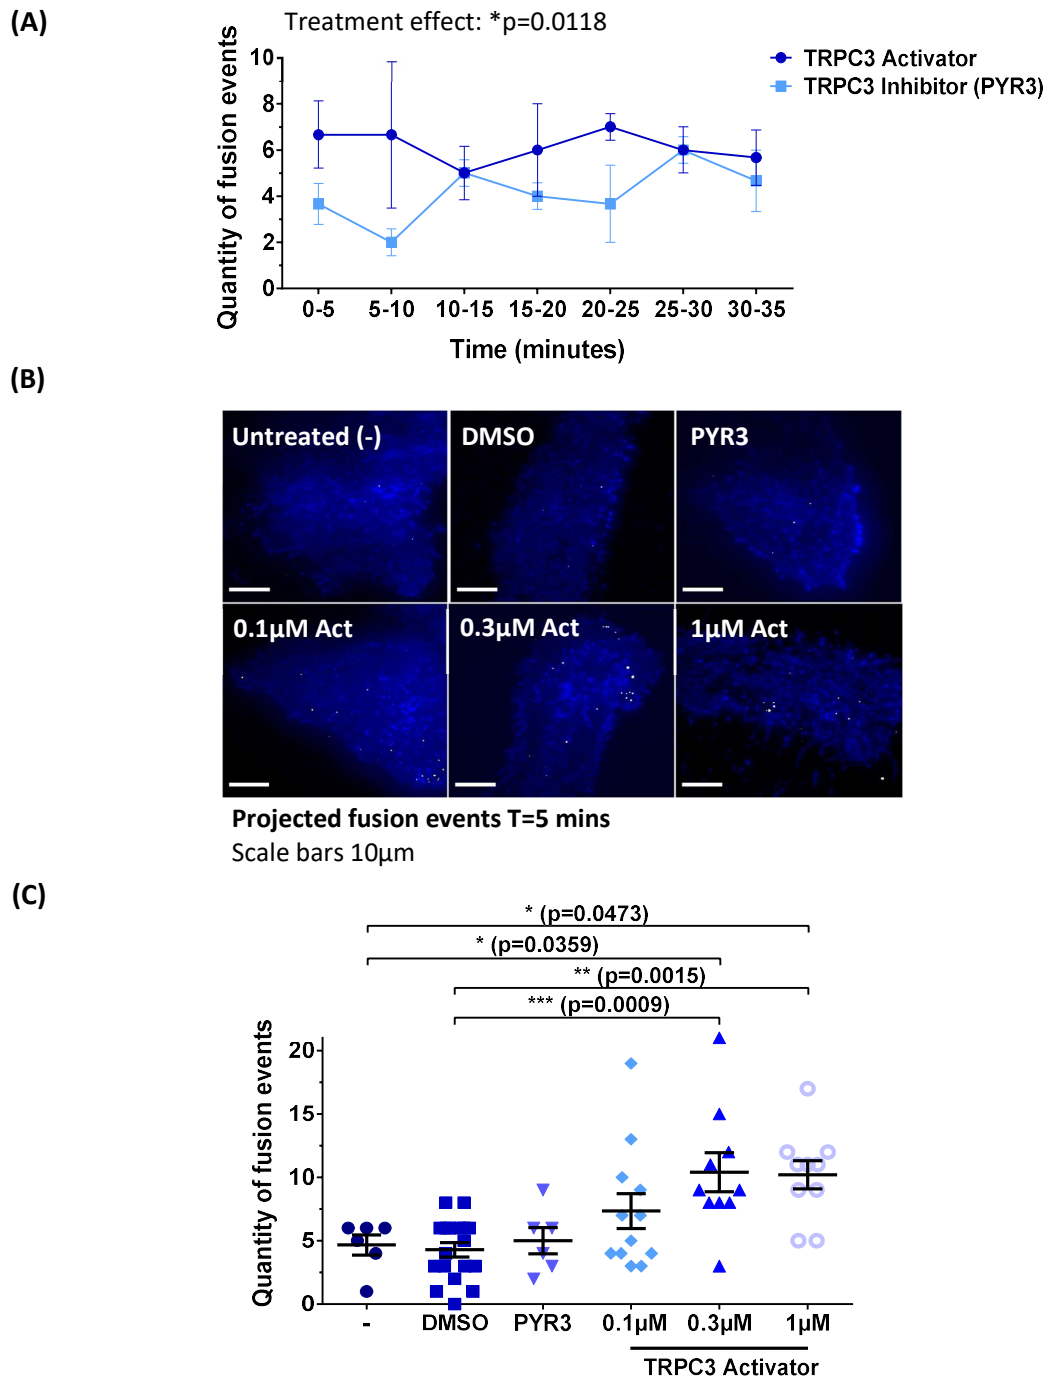 (A)
Treatment effect: *p=0.0118
Quantity of fusion events
10
8
6
4
2
0
0-5 5-10 10-15 15-20 20-25 25-30 30-35
Time (minutes)
TRPC3 Activator
TRPC3 Inhibitor (PYR3)
(B)
Untreated (-) DMSO PYR3
0.1µM Act 0.3µM Act 1µM Act
Projected fusion events T=5 mins
Scale bars 10µm
(C)
* (p=0.0473)
* (p=0.0359)
** (p=0.0015)
*** (p=0.0009)
Quantity of fusion events
20
15
10
5
0
- DMSO PYR3 0.1µM 0.3µM 1µM
TRPC3 Activator